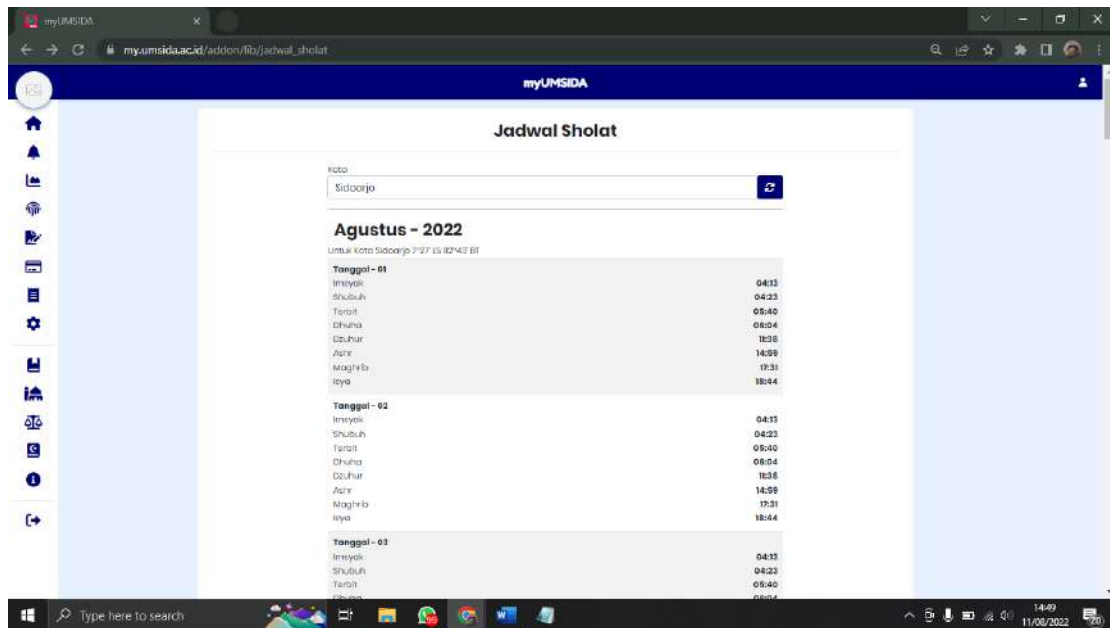 myUMSIDA
my.umsida.ac.id/addon/lib/jadwal_sholat
myUMSIDA
Jadwal Sholat
Kota
Sidoarjo
Agustus - 2022
Untuk Kota Sidoarjo 7°27' LS 112°43' BT
Tanggal - 01
Imsyak 04:13
Shubuh 04:23
Terbit 05:40
Dhuha 06:04
Dzuhur 11:38
Ashr 14:59
Maghrib 17:31
Isya 18:44
Tanggal - 02
Imsyak 04:13
Shubuh 04:23
Terbit 05:40
Dhuha 06:04
Dzuhur 11:38
Ashr 14:59
Maghrib 17:31
Isya 18:44
Tanggal - 03
Imsyak 04:13
Shubuh 04:23
Terbit 05:40
Dhuha 06:04
Type here to search
14:49
11/08/2022
20